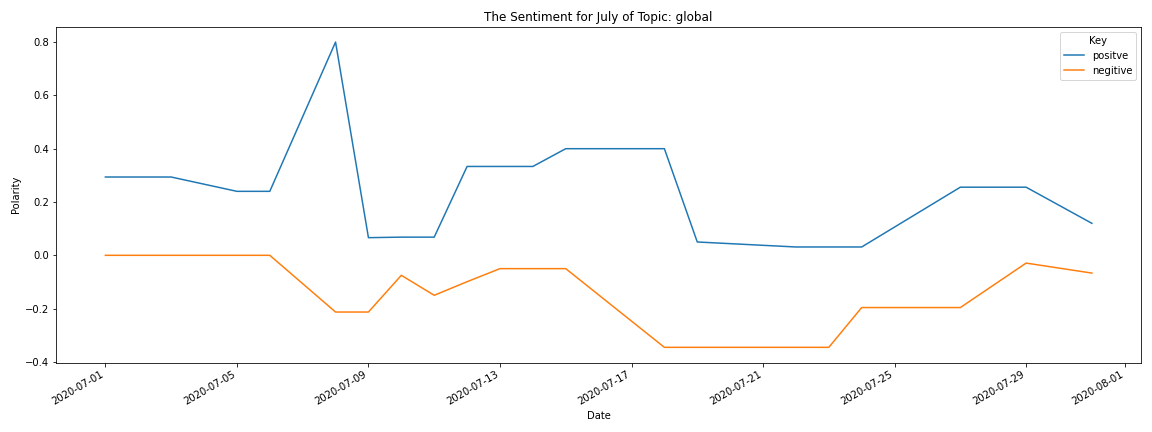 The Sentiment for July of Topic: global
Key
positve
negitive
Polarity
0.8
0.6
0.4
0.2
0.0
−0.2
−0.4
2020-07-01
2020-07-05
2020-07-09
2020-07-13
2020-07-17
2020-07-21
2020-07-25
2020-07-29
2020-08-01
Date